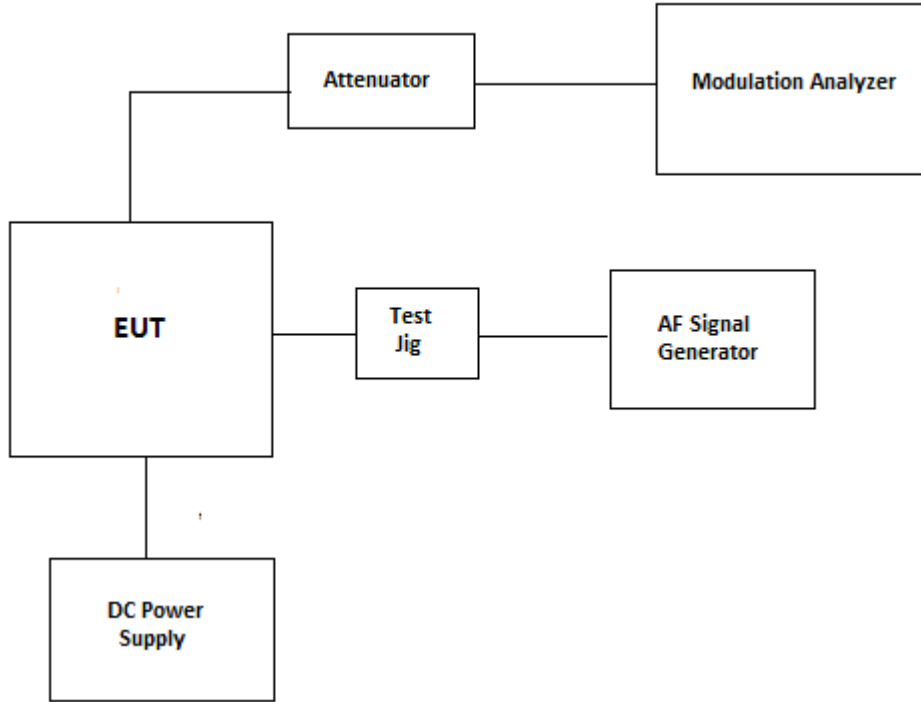 Attenuator
Modulation Analyzer
EUT
Test
Jig
AF Signal
Generator
DC Power
Supply